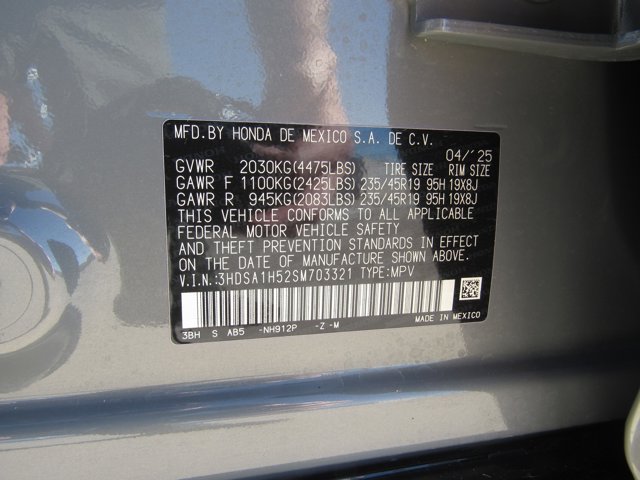 MFD.BY HONDA DE MEXICO S.A. DE C.V.
04/'25
GVWR 2030KG(4475LBS) TIRE SIZE RIM SIZE
GAWR F 1100KG(2425LBS) 235/45R19 95H 19X8J
GAWR R 945KG(2083LBS) 235/45R19 95H 19X8J
THIS VEHICLE CONFORMS TO ALL APPLICABLE
FEDERAL MOTOR VEHICLE SAFETY
AND THEFT PREVENTION STANDARDS IN EFFECT
ON THE DATE OF MANUFACTURE SHOWN ABOVE.
V.I.N.:3HDSA1H52SM703321 TYPE:MPV
3BH S AB5 -NH912P -Z -M MADE IN MEXICO